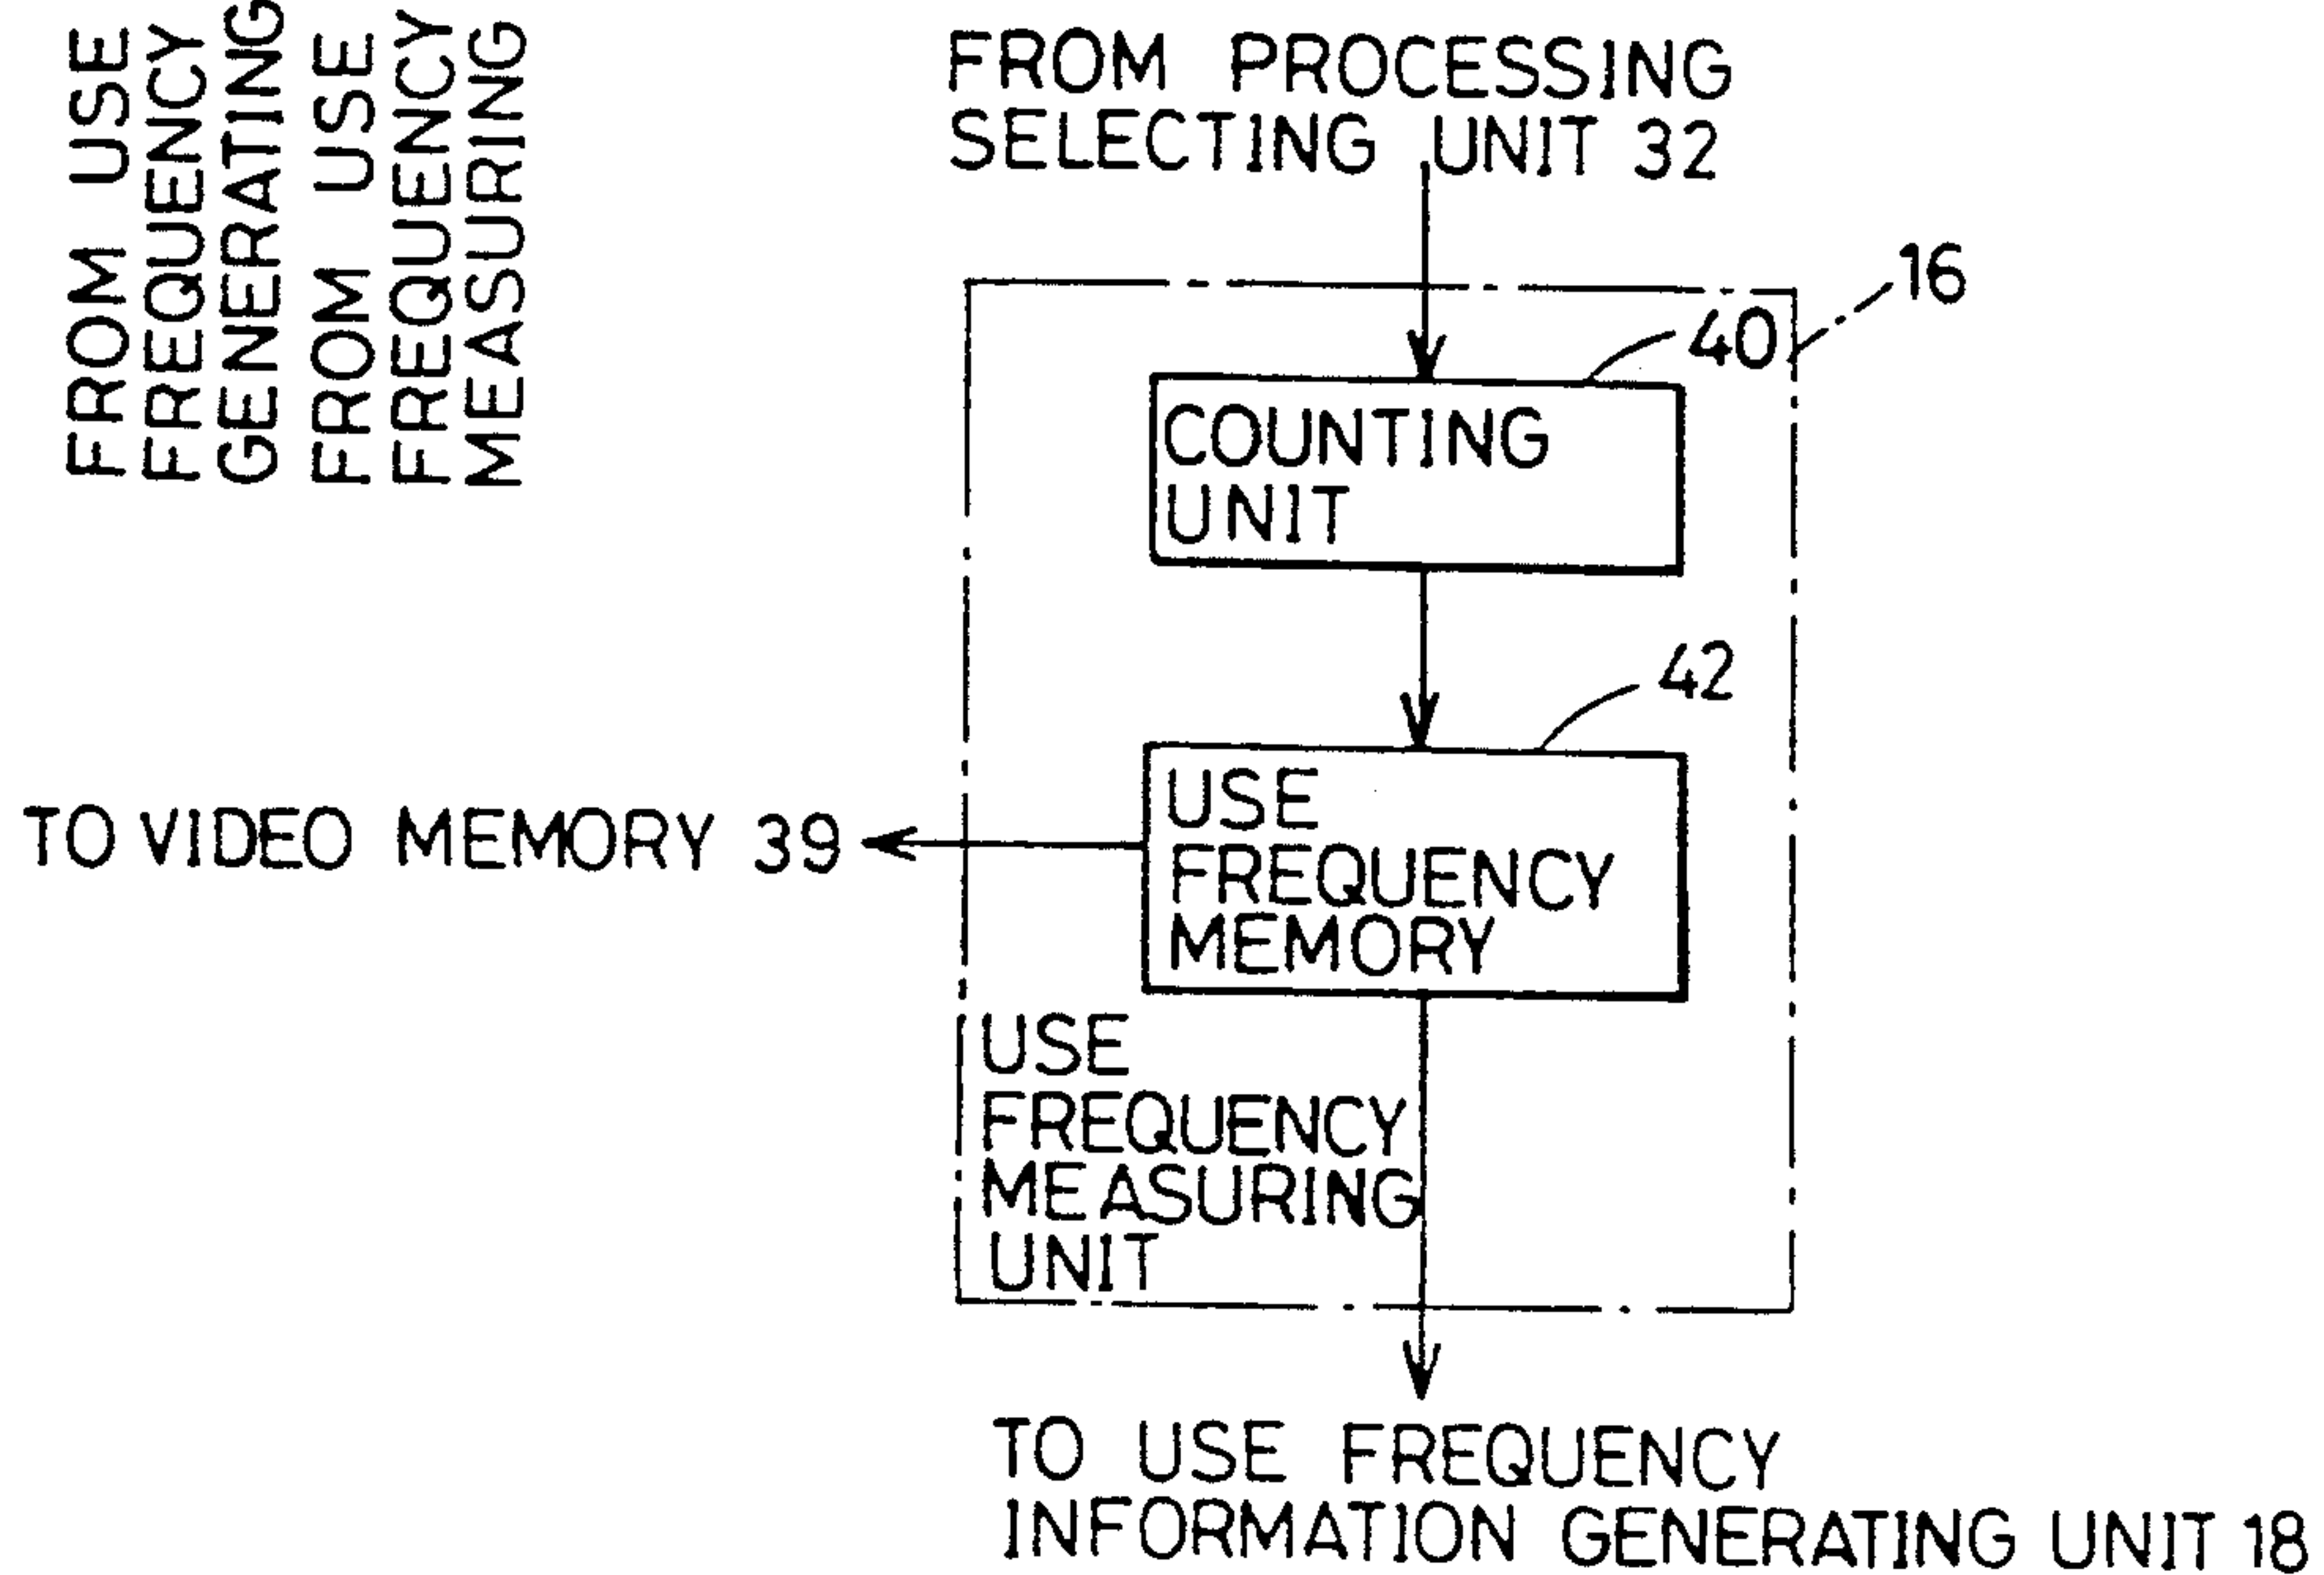 FROM USE
FREQUENCY
GENERATING
FROM USE
FREQUENCY
MEASURING
FROM PROCESSING
SELECTING UNIT 32
16
40
COUNTING
UNIT
42
USE
FREQUENCY
MEMORY
TO VIDEO MEMORY 39
USE
FREQUENCY
MEASURING
UNIT
TO USE FREQUENCY
INFORMATION GENERATING UNIT 18